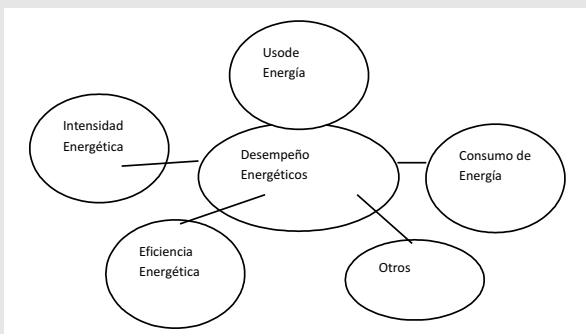 Usode
Energía
Intensidad
Energética
Desempeño
Energéticos
Consumo de
Energía
Eficiencia
Energética
Otros